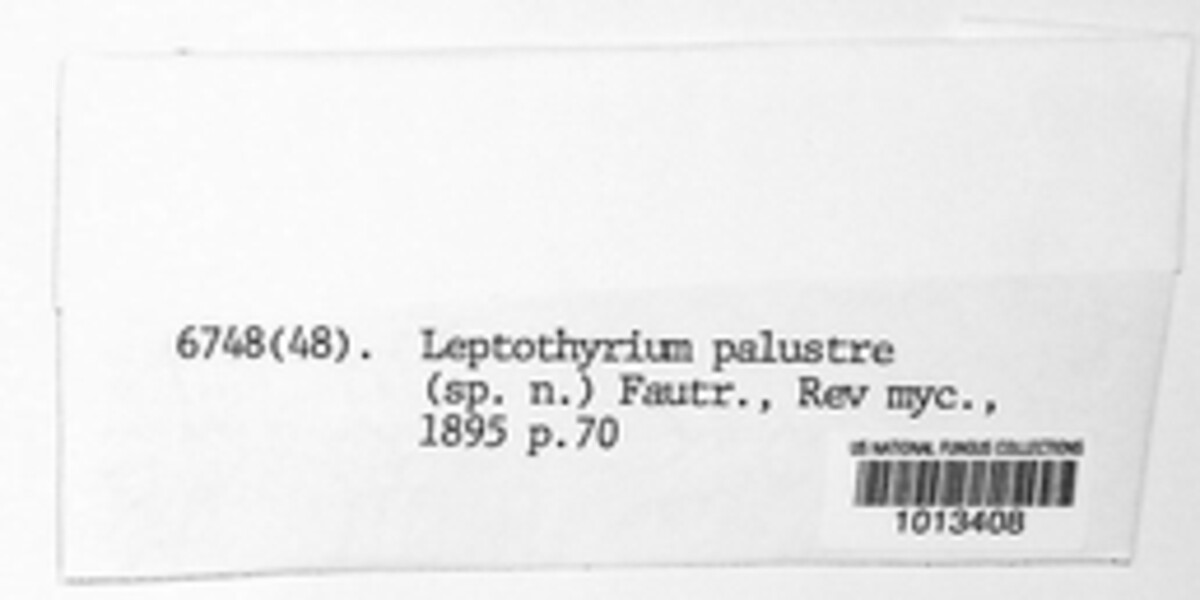 6748(48). Leptothyrium palustre
(sp. n.) Fautr., Rev myc.,
1895 p.70
US NATIONAL FUNGUS COLLECTIONS
1013408